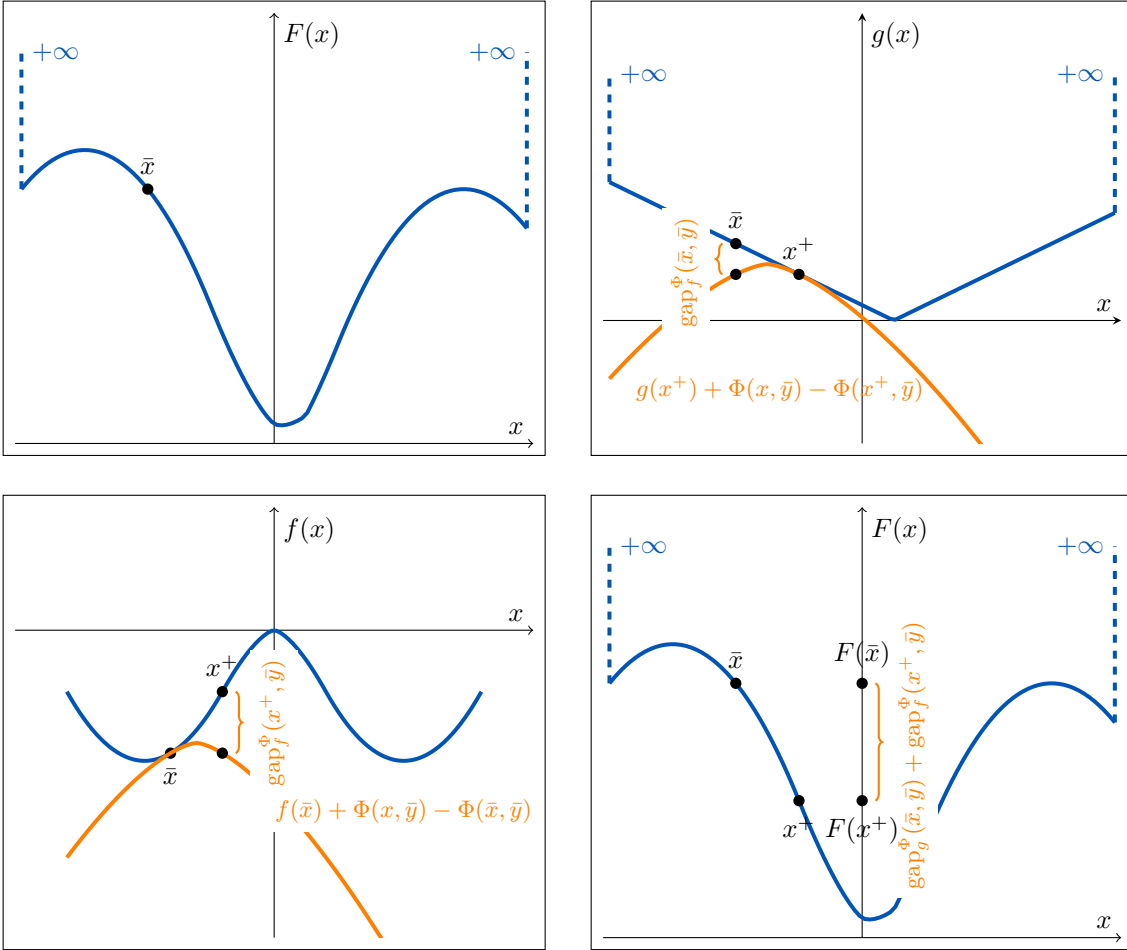 F(x)
+∞
+∞
x̄
x
g(x)
+∞
+∞
x̄
x⁺
gap_f^Φ(x̄, ȳ)
x
g(x⁺) + Φ(x, ȳ) − Φ(x⁺, ȳ)
f(x)
x
x⁺
gap_f^Φ(x⁺, ȳ)
x̄
f(x̄) + Φ(x, ȳ) − Φ(x̄, ȳ)
F(x)
+∞
+∞
x̄
F(x̄)
gap_g^Φ(x̄, ȳ) + gap_f^Φ(x⁺, ȳ)
x⁺
F(x⁺)
x